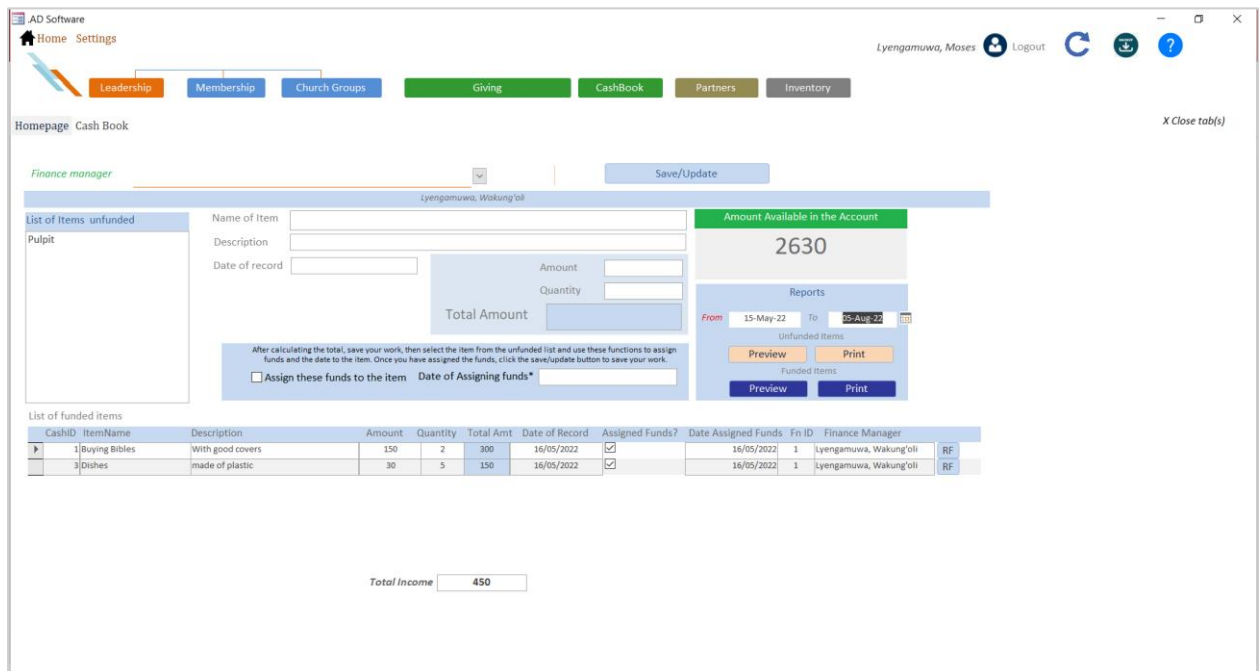 .AD Software
Home Settings
Lyengamuwa, Moses Logout
Leadership Membership Church Groups Giving CashBook Partners Inventory
Homepage Cash Book
X Close tab(s)
Finance manager
Save/Update
Lyengamuwa, Wakung'oli
List of Items unfunded
Pulpit
Name of Item
Description
Date of record
Amount
Quantity
Total Amount
After calculating the total, save your work, then select the item from the unfunded list and use these functions to assign
funds and the date to the item. Once you have assigned the funds, click the save/update button to save your work.
Assign these funds to the item Date of Assigning funds*
Amount Available in the Account
2630
Reports
From 15-May-22 To 05-Aug-22
Unfunded Items
Preview Print
Funded Items
Preview Print
List of funded items
CashID ItemName Description Amount Quantity Total Amt Date of Record Assigned Funds? Date Assigned Funds Fn ID Finance Manager
1 Buying Bibles With good covers 150 2 300 16/05/2022 16/05/2022 1 Lyengamuwa, Wakung'oli RF
3 Dishes made of plastic 30 5 150 16/05/2022 16/05/2022 1 Lyengamuwa, Wakung'oli RF
Total Income 450